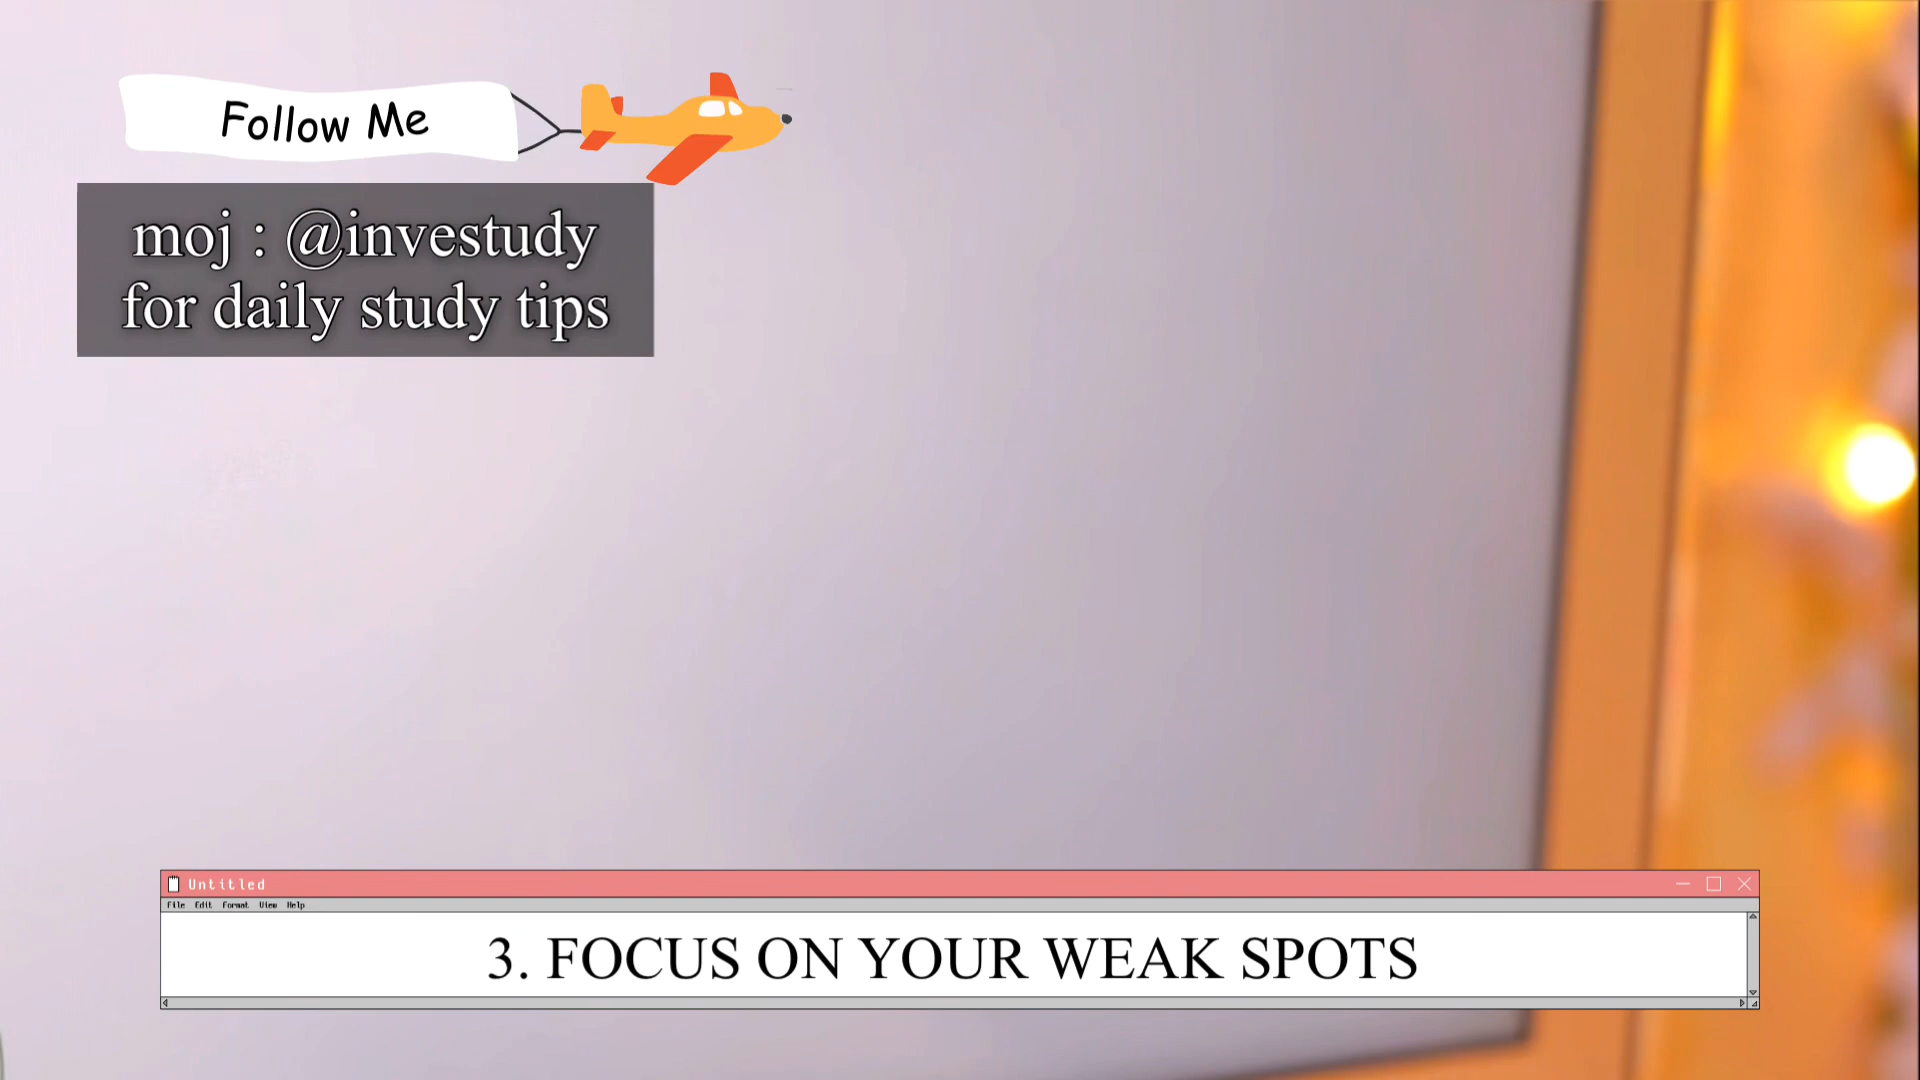 Follow Me
moj : @investudy
for daily study tips
Untitled
File Edit Format View Help
3. FOCUS ON YOUR WEAK SPOTS